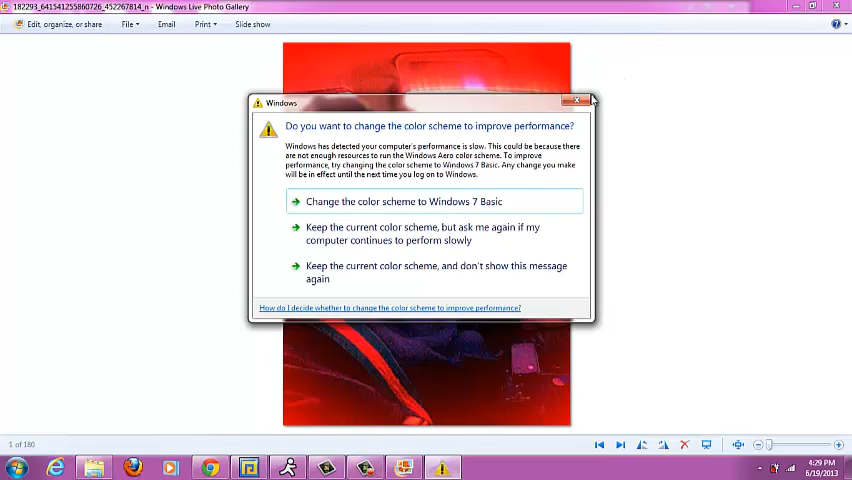 182293_641541255860726_452267814_n - Windows Live Photo Gallery
Edit, organize, or share File Email Print Slide show
Windows
Do you want to change the color scheme to improve performance?
Windows has detected your computer's performance is slow. This could be because there
are not enough resources to run the Windows Aero color scheme. To improve
performance, try changing the color scheme to Windows 7 Basic. Any change you make
will be in effect until the next time you log on to Windows.
Change the color scheme to Windows 7 Basic
Keep the current color scheme, but ask me again if my
computer continues to perform slowly
Keep the current color scheme, and don't show this message
again
How do I decide whether to change the color scheme to improve performance?
1 of 180
4:29 PM
6/19/2013